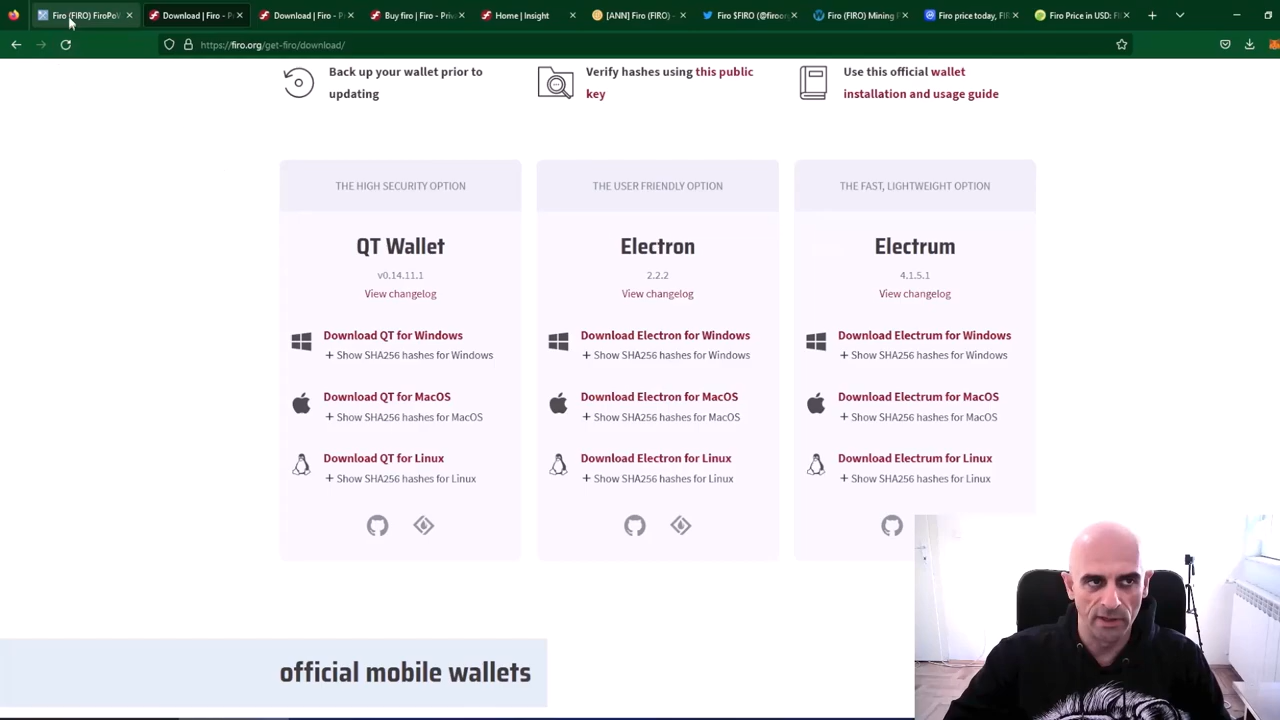 Firo (FIRO) FiroPoW
Download | Firo - P
Download | Firo - P
Buy firo | Firo - Priva
Home | Insight
[ANN] Firo (FIRO) -
Firo $FIRO (@firoor
Firo (FIRO) Mining P
Firo price today, FIR
Firo Price in USD: FI
https://firo.org/get-firo/download/
Back up your wallet prior to
updating
Verify hashes using this public
key
Use this official wallet
installation and usage guide
THE HIGH SECURITY OPTION
QT Wallet
v0.14.11.1
View changelog
Download QT for Windows
+ Show SHA256 hashes for Windows
Download QT for MacOS
+ Show SHA256 hashes for MacOS
Download QT for Linux
+ Show SHA256 hashes for Linux
THE USER FRIENDLY OPTION
Electron
2.2.2
View changelog
Download Electron for Windows
+ Show SHA256 hashes for Windows
Download Electron for MacOS
+ Show SHA256 hashes for MacOS
Download Electron for Linux
+ Show SHA256 hashes for Linux
THE FAST, LIGHTWEIGHT OPTION
Electrum
4.1.5.1
View changelog
Download Electrum for Windows
+ Show SHA256 hashes for Windows
Download Electrum for MacOS
+ Show SHA256 hashes for MacOS
Download Electrum for Linux
+ Show SHA256 hashes for Linux
official mobile wallets